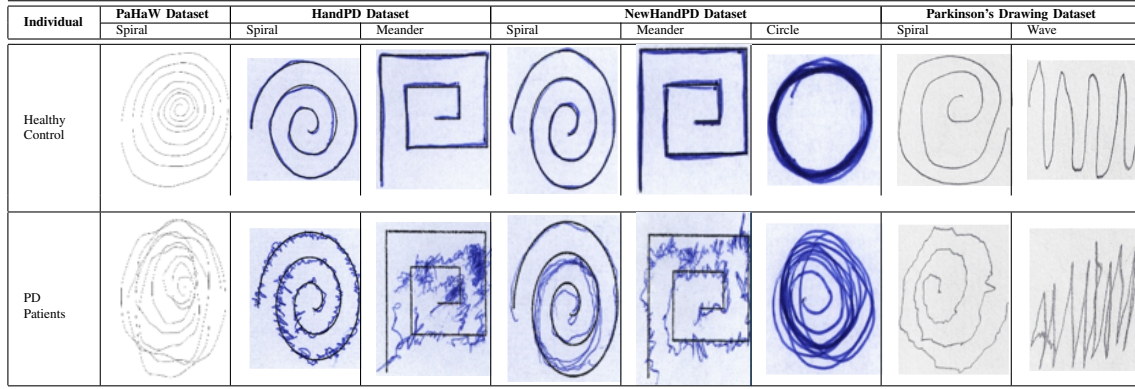 Individual PaHaW Dataset HandPD Dataset NewHandPD Dataset Parkinson's Drawing Dataset
Spiral Spiral Meander Spiral Meander Circle Spiral Wave
Healthy
Control
PD
Patients